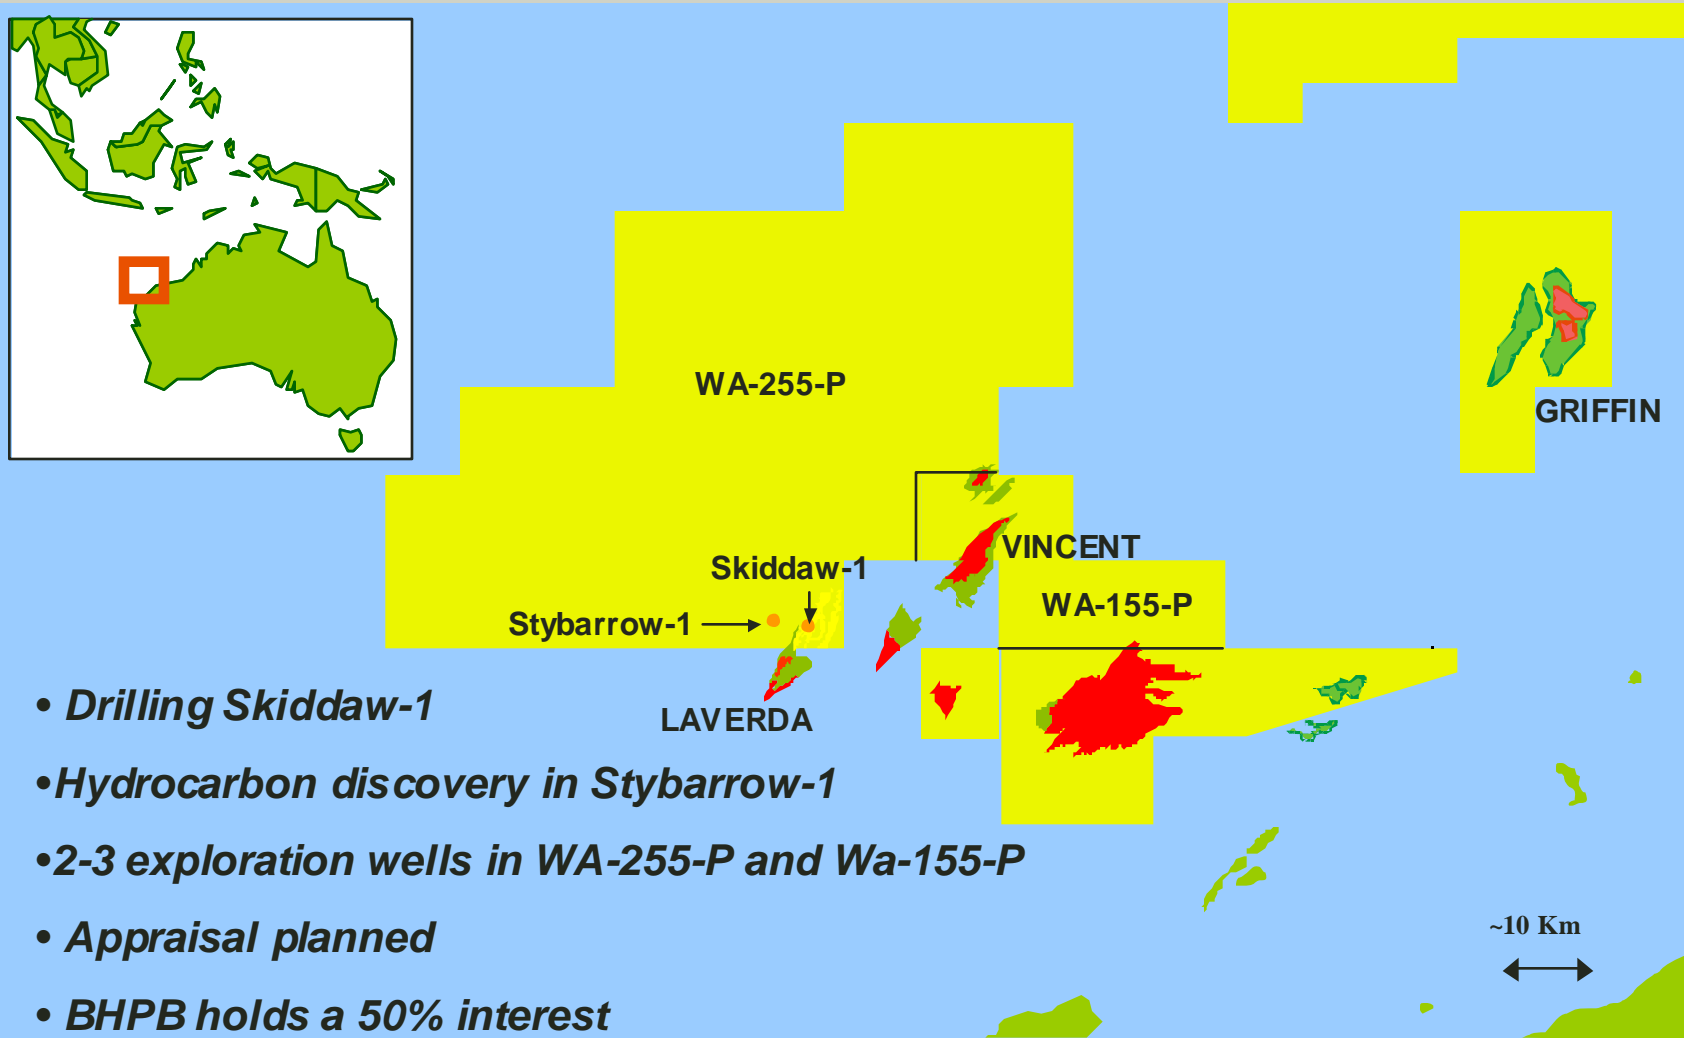 WA-255-P
GRIFFIN
VINCENT
Skiddaw-1
WA-155-P
Stybarrow-1
LAVERDA
• Drilling Skiddaw-1
•Hydrocarbon discovery in Stybarrow-1
•2-3 exploration wells in WA-255-P and Wa-155-P
• Appraisal planned
• BHPB holds a 50% interest
~10 Km